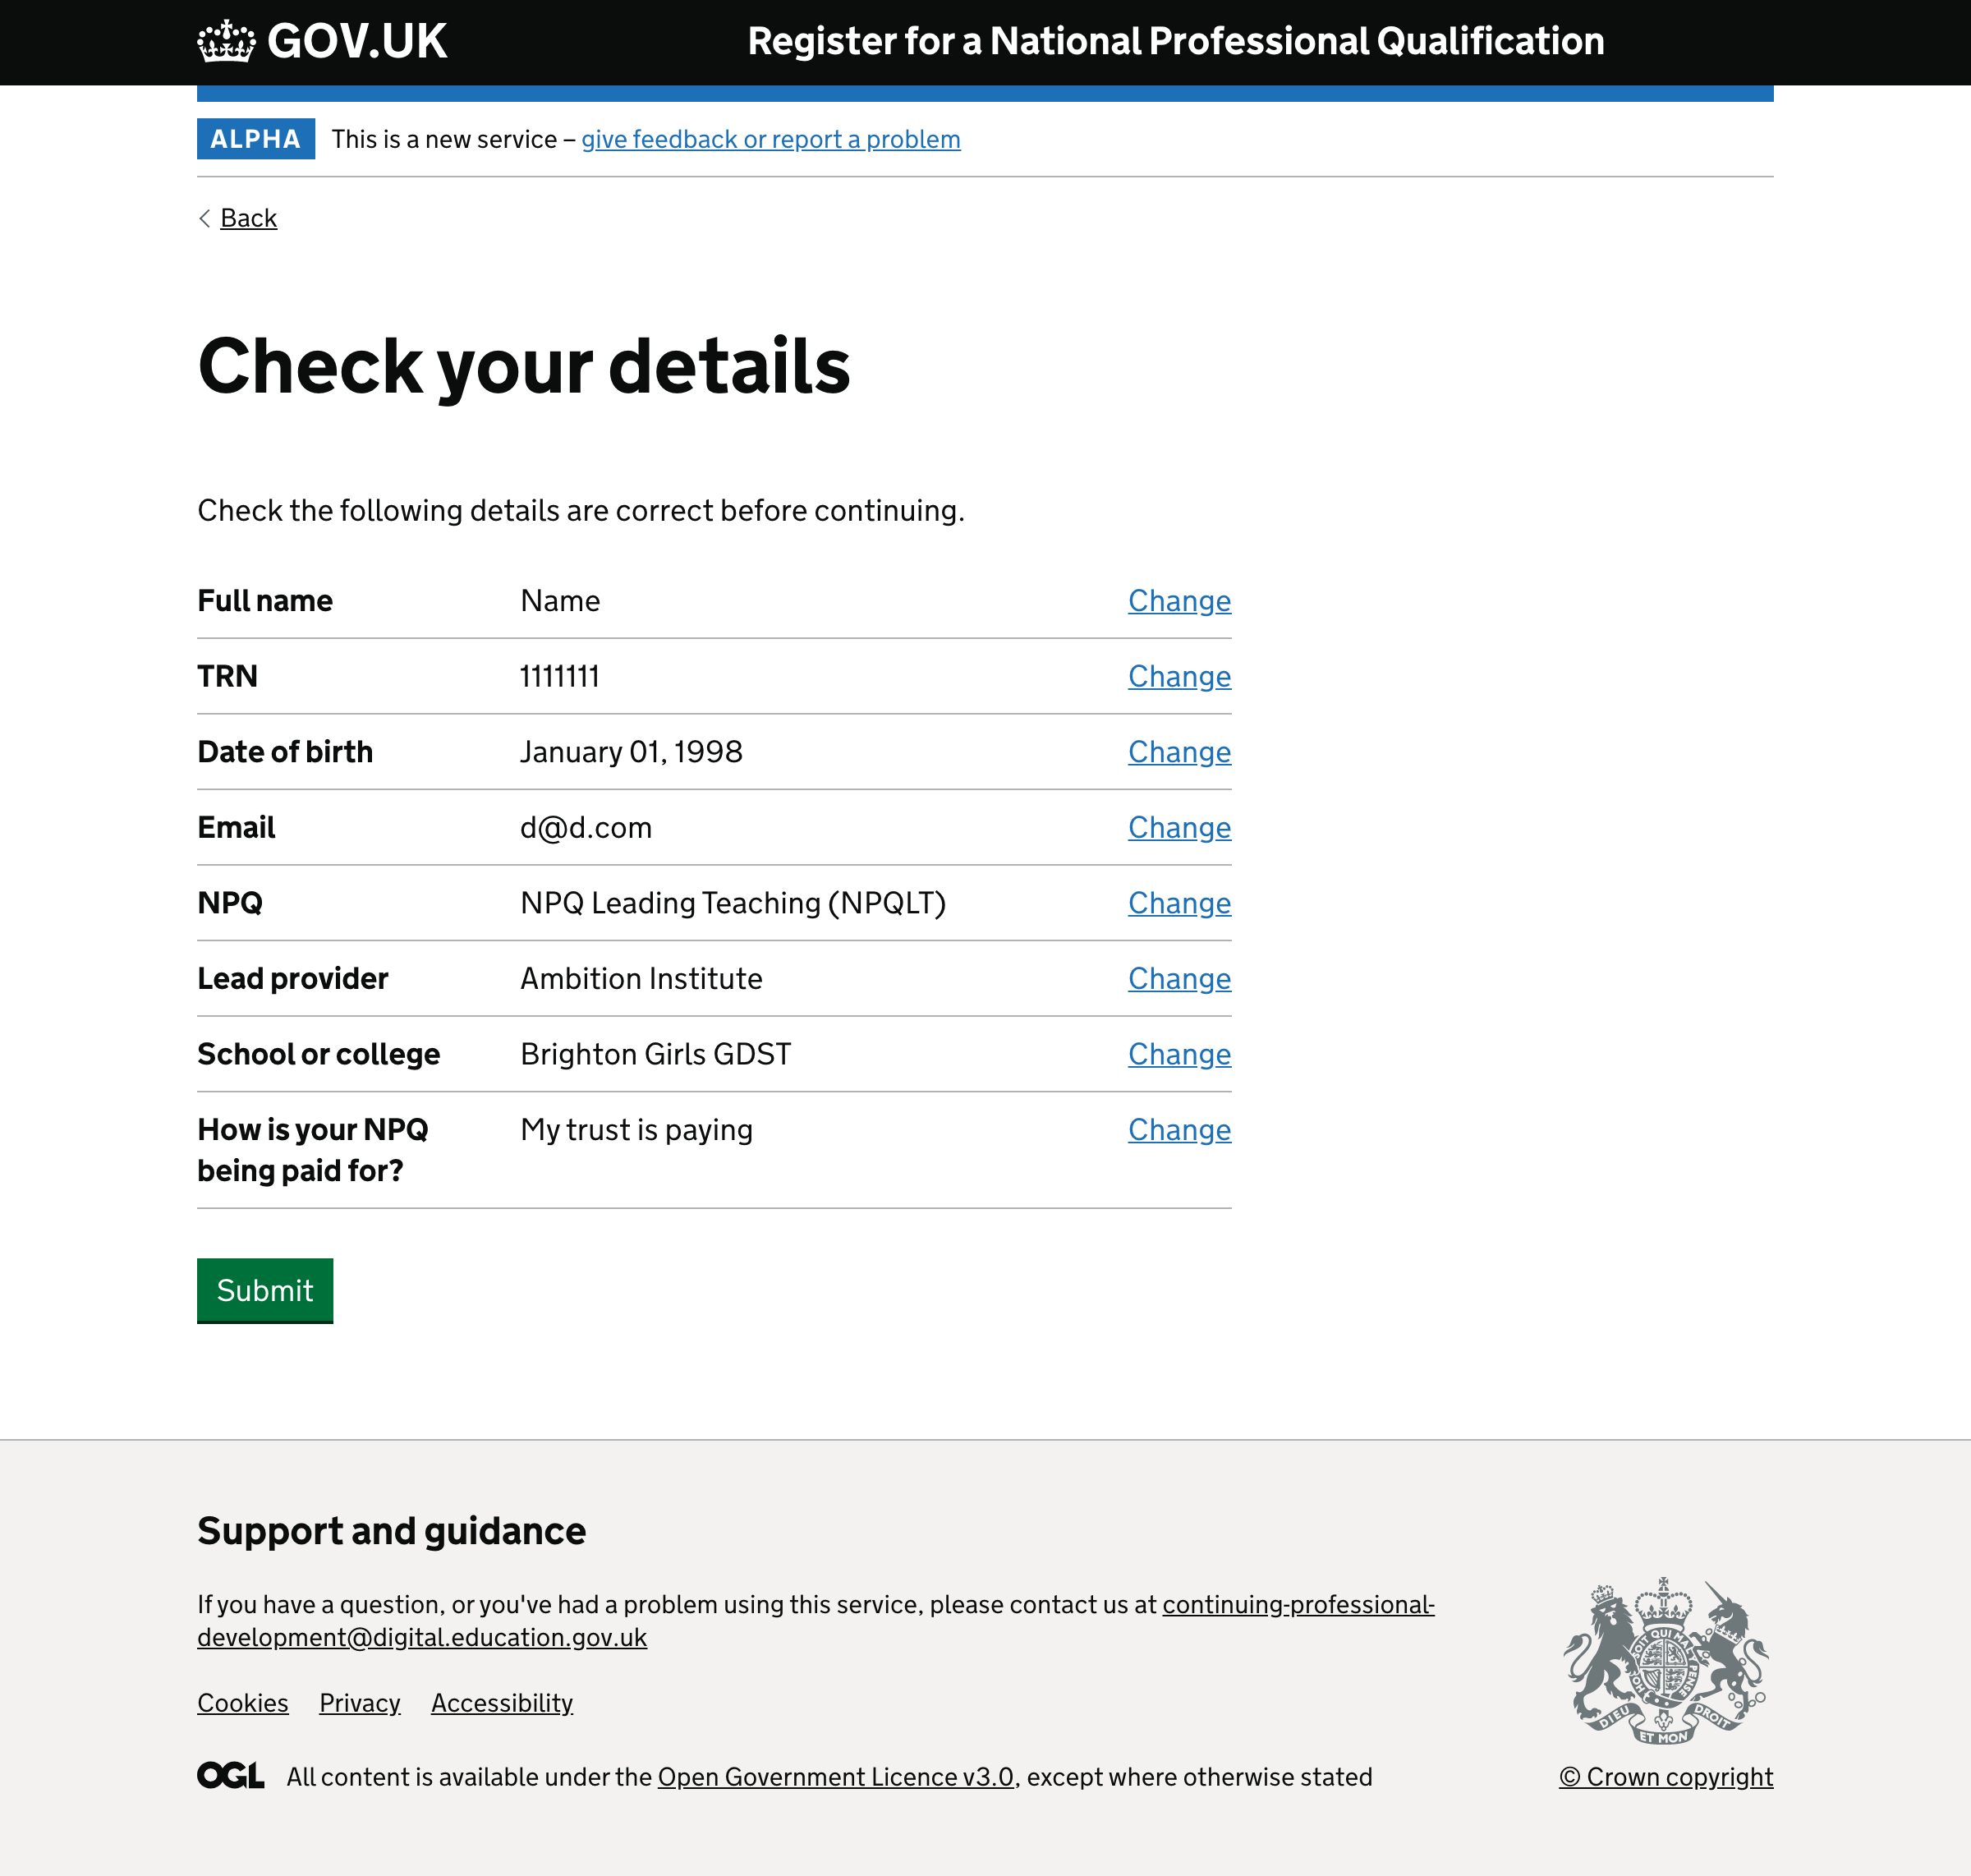 GOV.UK
Register for a National Professional Qualification
ALPHA This is a new service – give feedback or report a problem
Back
Check your details
Check the following details are correct before continuing.
Full name Name Change
TRN 1111111 Change
Date of birth January 01, 1998 Change
Email d@d.com Change
NPQ NPQ Leading Teaching (NPQLT) Change
Lead provider Ambition Institute Change
School or college Brighton Girls GDST Change
How is your NPQ My trust is paying Change
being paid for?
Submit
Support and guidance
If you have a question, or you've had a problem using this service, please contact us at continuing-professional-
development@digital.education.gov.uk
Cookies Privacy Accessibility
DIEU ET MON DROIT
OGL All content is available under the Open Government Licence v3.0, except where otherwise stated
© Crown copyright